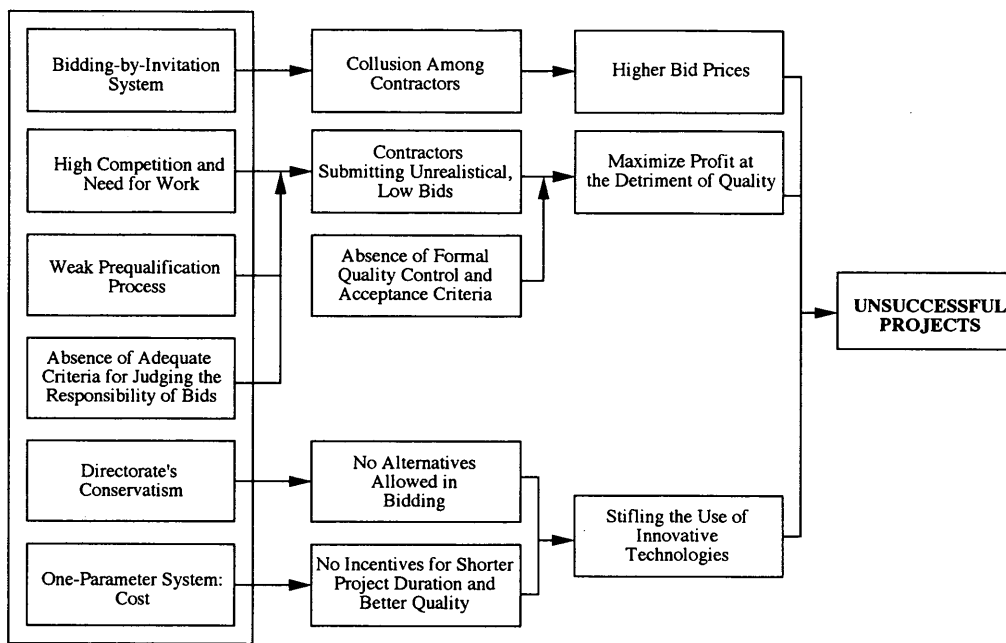 Bidding-by-Invitation
System
Collusion Among
Contractors
Higher Bid Prices
High Competition and
Need for Work
Contractors
Submitting Unrealistical,
Low Bids
Maximize Profit at
the Detriment of Quality
Weak Prequalification
Process
Absence of Formal
Quality Control and
Acceptance Criteria
UNSUCCESSFUL
PROJECTS
Absence of Adequate
Criteria for Judging the
Responsibility of Bids
Directorate's
Conservatism
No Alternatives
Allowed in
Bidding
Stifling the Use of
Innovative
Technologies
One-Parameter System:
Cost
No Incentives for Shorter
Project Duration and
Better Quality